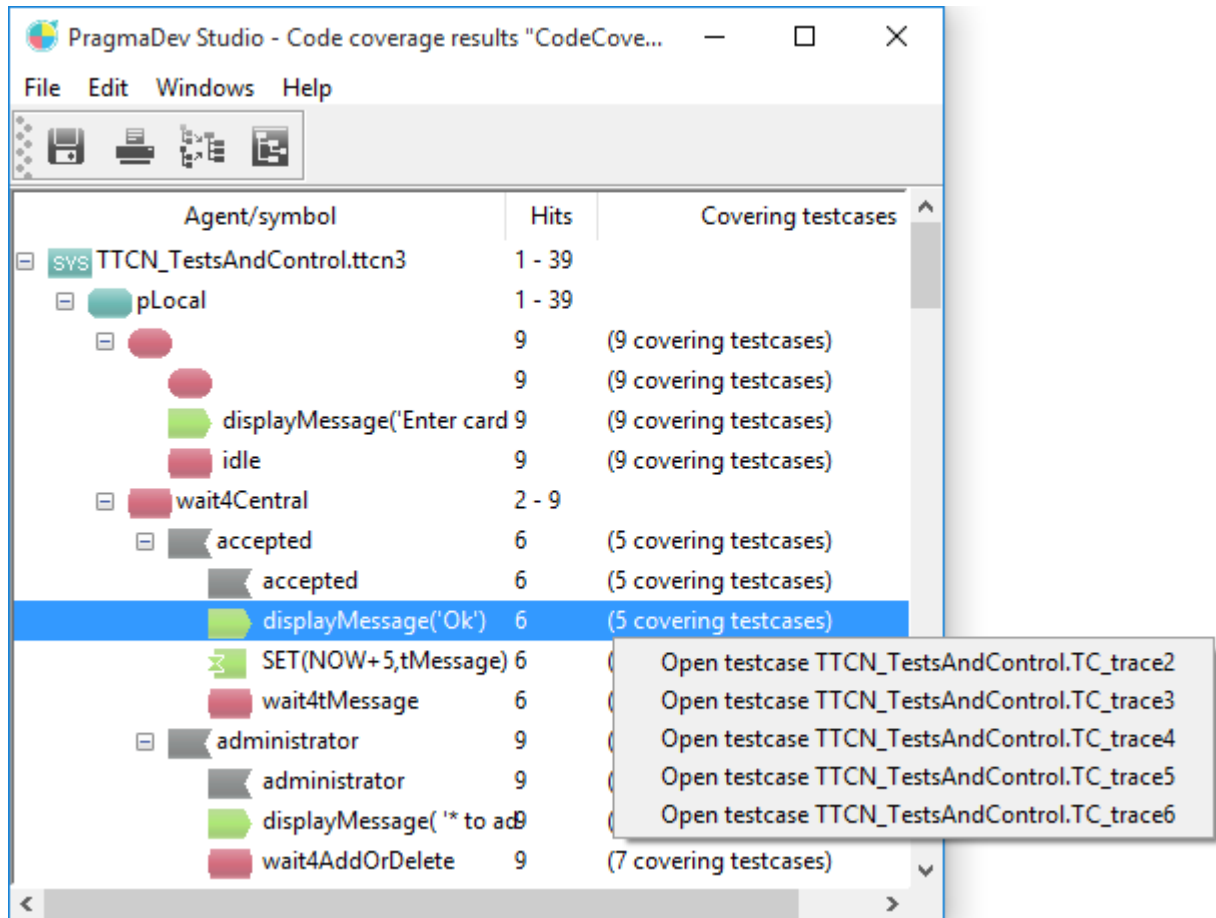 PragmaDev Studio - Code coverage results "CodeCove...
File Edit Windows Help
Agent/symbol Hits Covering testcases
SYS TTCN_TestsAndControl.ttcn3 1 - 39
pLocal 1 - 39
9 (9 covering testcases)
9 (9 covering testcases)
displayMessage('Enter card 9 (9 covering testcases)
idle 9 (9 covering testcases)
wait4Central 2 - 9
accepted 6 (5 covering testcases)
accepted 6 (5 covering testcases)
displayMessage('Ok') 6 (5 covering testcases)
SET(NOW+5,tMessage) 6 (
wait4tMessage 6 (
administrator 9 (
administrator 9 (
displayMessage( '* to ad 9 (
wait4AddOrDelete 9 (7 covering testcases)
Open testcase TTCN_TestsAndControl.TC_trace2
Open testcase TTCN_TestsAndControl.TC_trace3
Open testcase TTCN_TestsAndControl.TC_trace4
Open testcase TTCN_TestsAndControl.TC_trace5
Open testcase TTCN_TestsAndControl.TC_trace6